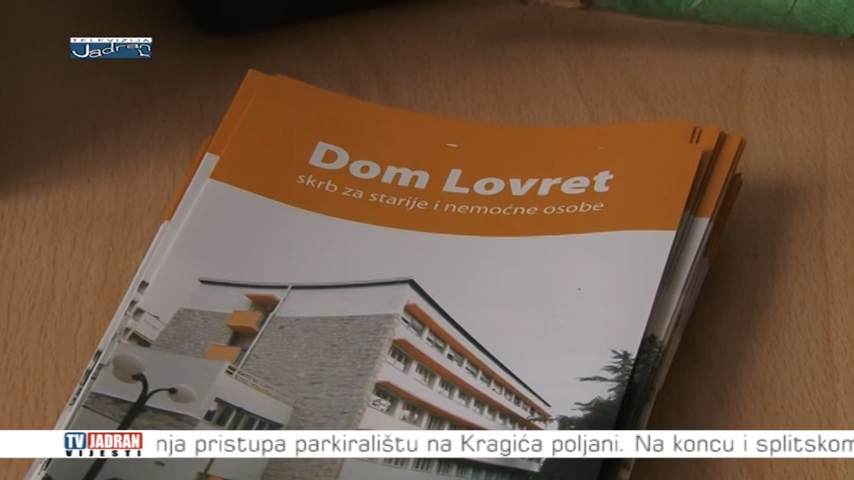 TELEVIZIJA
Jadran
Dom Lovret
skrb za starije i nemoćne osobe
TV JADRAN
VIJESTI
nja pristupa parkiralištu na Kragića poljani. Na koncu i splitskom